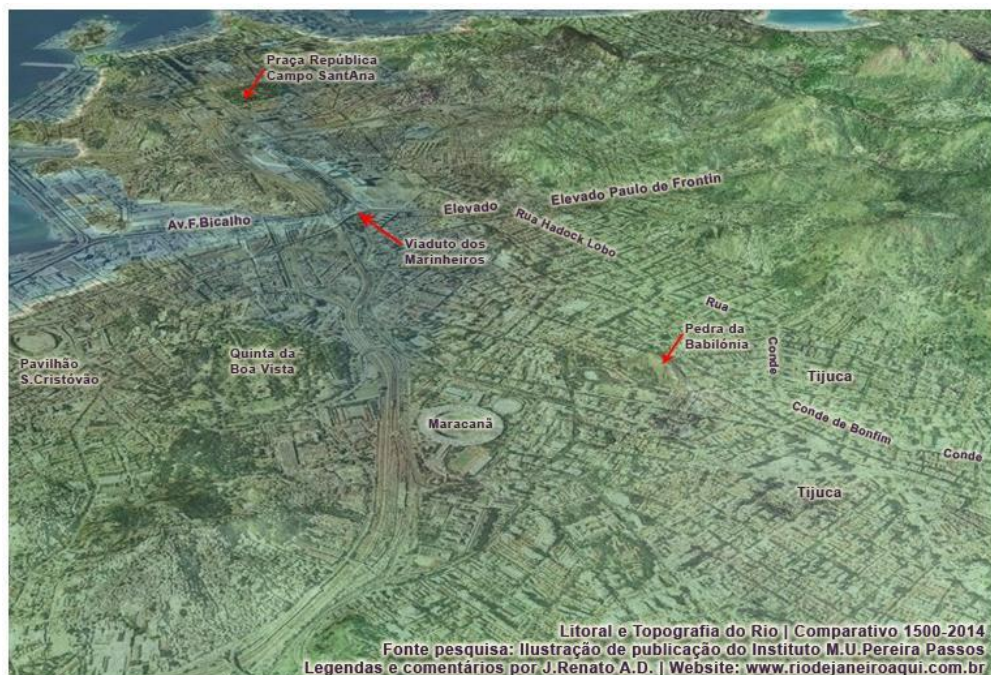 Praça República
Campo SantAna
Elevado Paulo de Frontin
Elevado
Rua Hadock Lobo
Av.F.Bicalho
Viaduto dos
Marinheiros
Rua
Pedra da
Babilónia
Conde
Quinta da
Boa Vista
Pavilhão
S.Cristóvão
Tijuca
Maracanã
Conde de Bonfim
Conde
Tijuca
Litoral e Topografia do Rio | Comparativo 1500-2014
Fonte pesquisa: Ilustração de publicação do Instituto M.U.Pereira Passos
Legendas e comentários por J.Renato A.D. | Website: www.riodejaneiroaqui.com.br